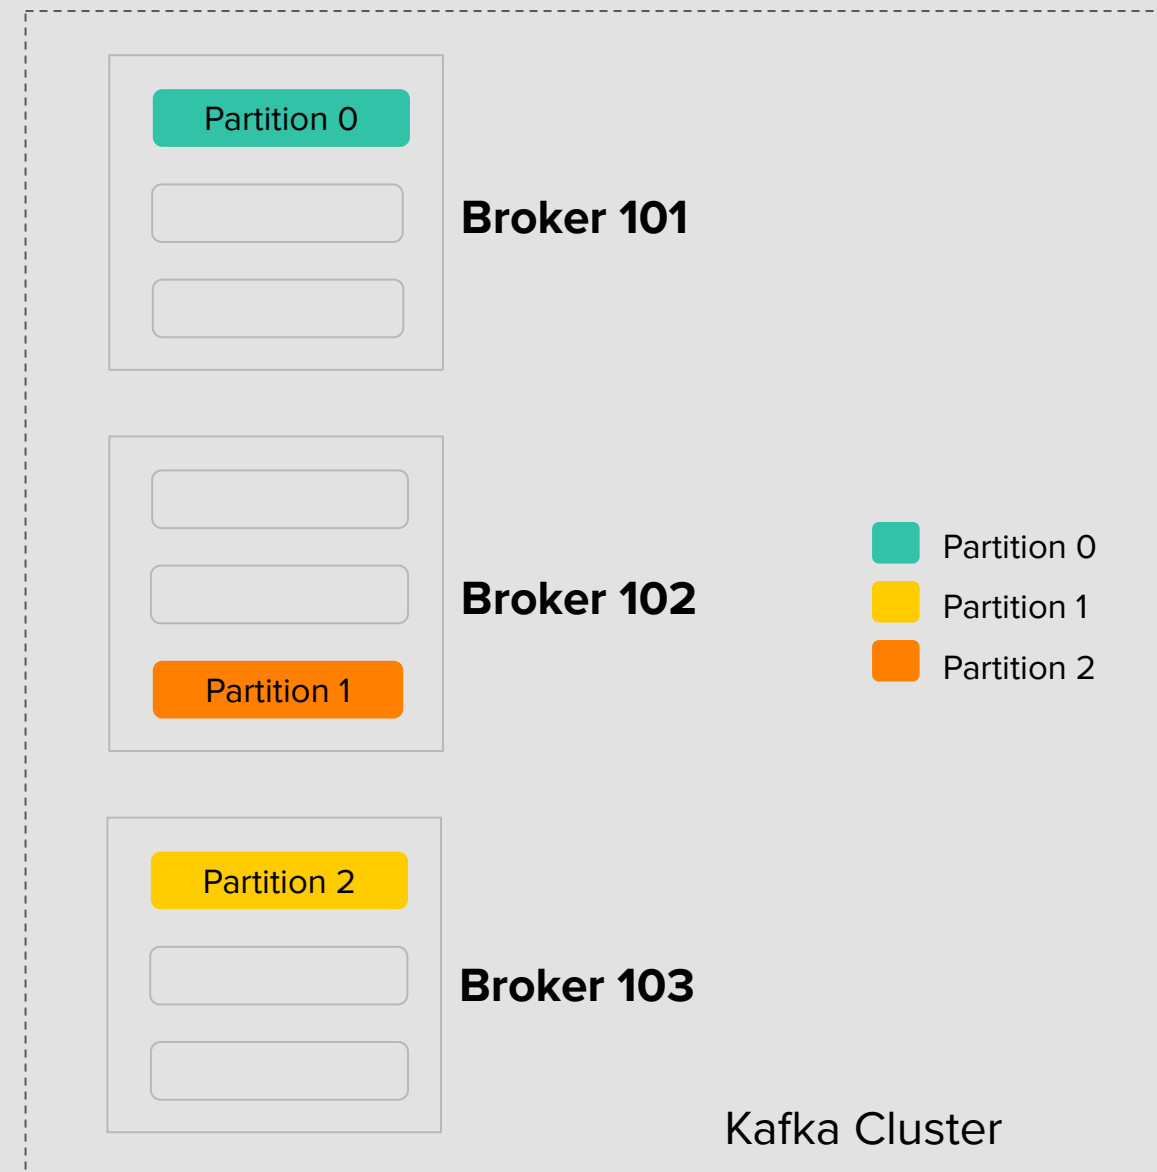 Partition 0
Broker 101
Broker 102
Partition 1
Partition 0
Partition 1
Partition 2
Partition 2
Broker 103
Kafka Cluster